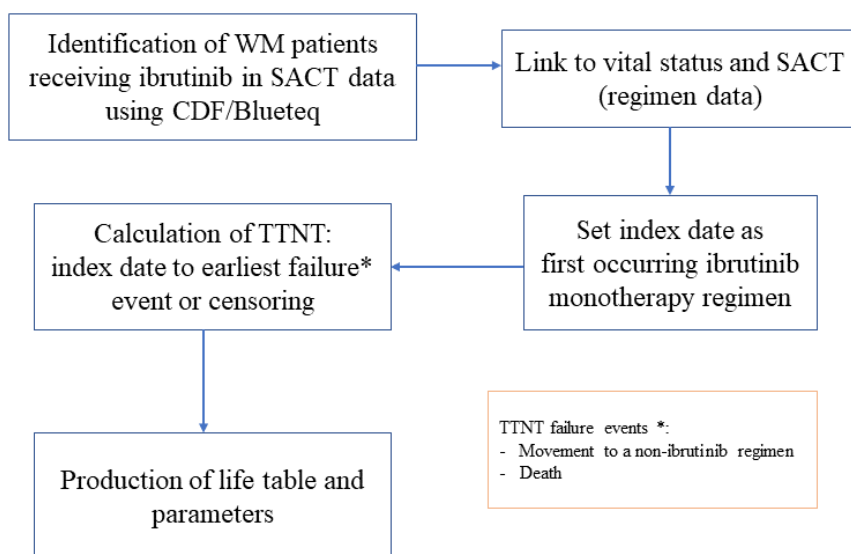 Identification of WM patients
receiving ibrutinib in SACT data
using CDF/Blueteq
Link to vital status and SACT
(regimen data)
Set index date as
first occurring ibrutinib
monotherapy regimen
Calculation of TTNT:
index date to earliest failure*
event or censoring
Production of life table and
parameters
TTNT failure events *:
- Movement to a non-ibrutinib regimen
- Death